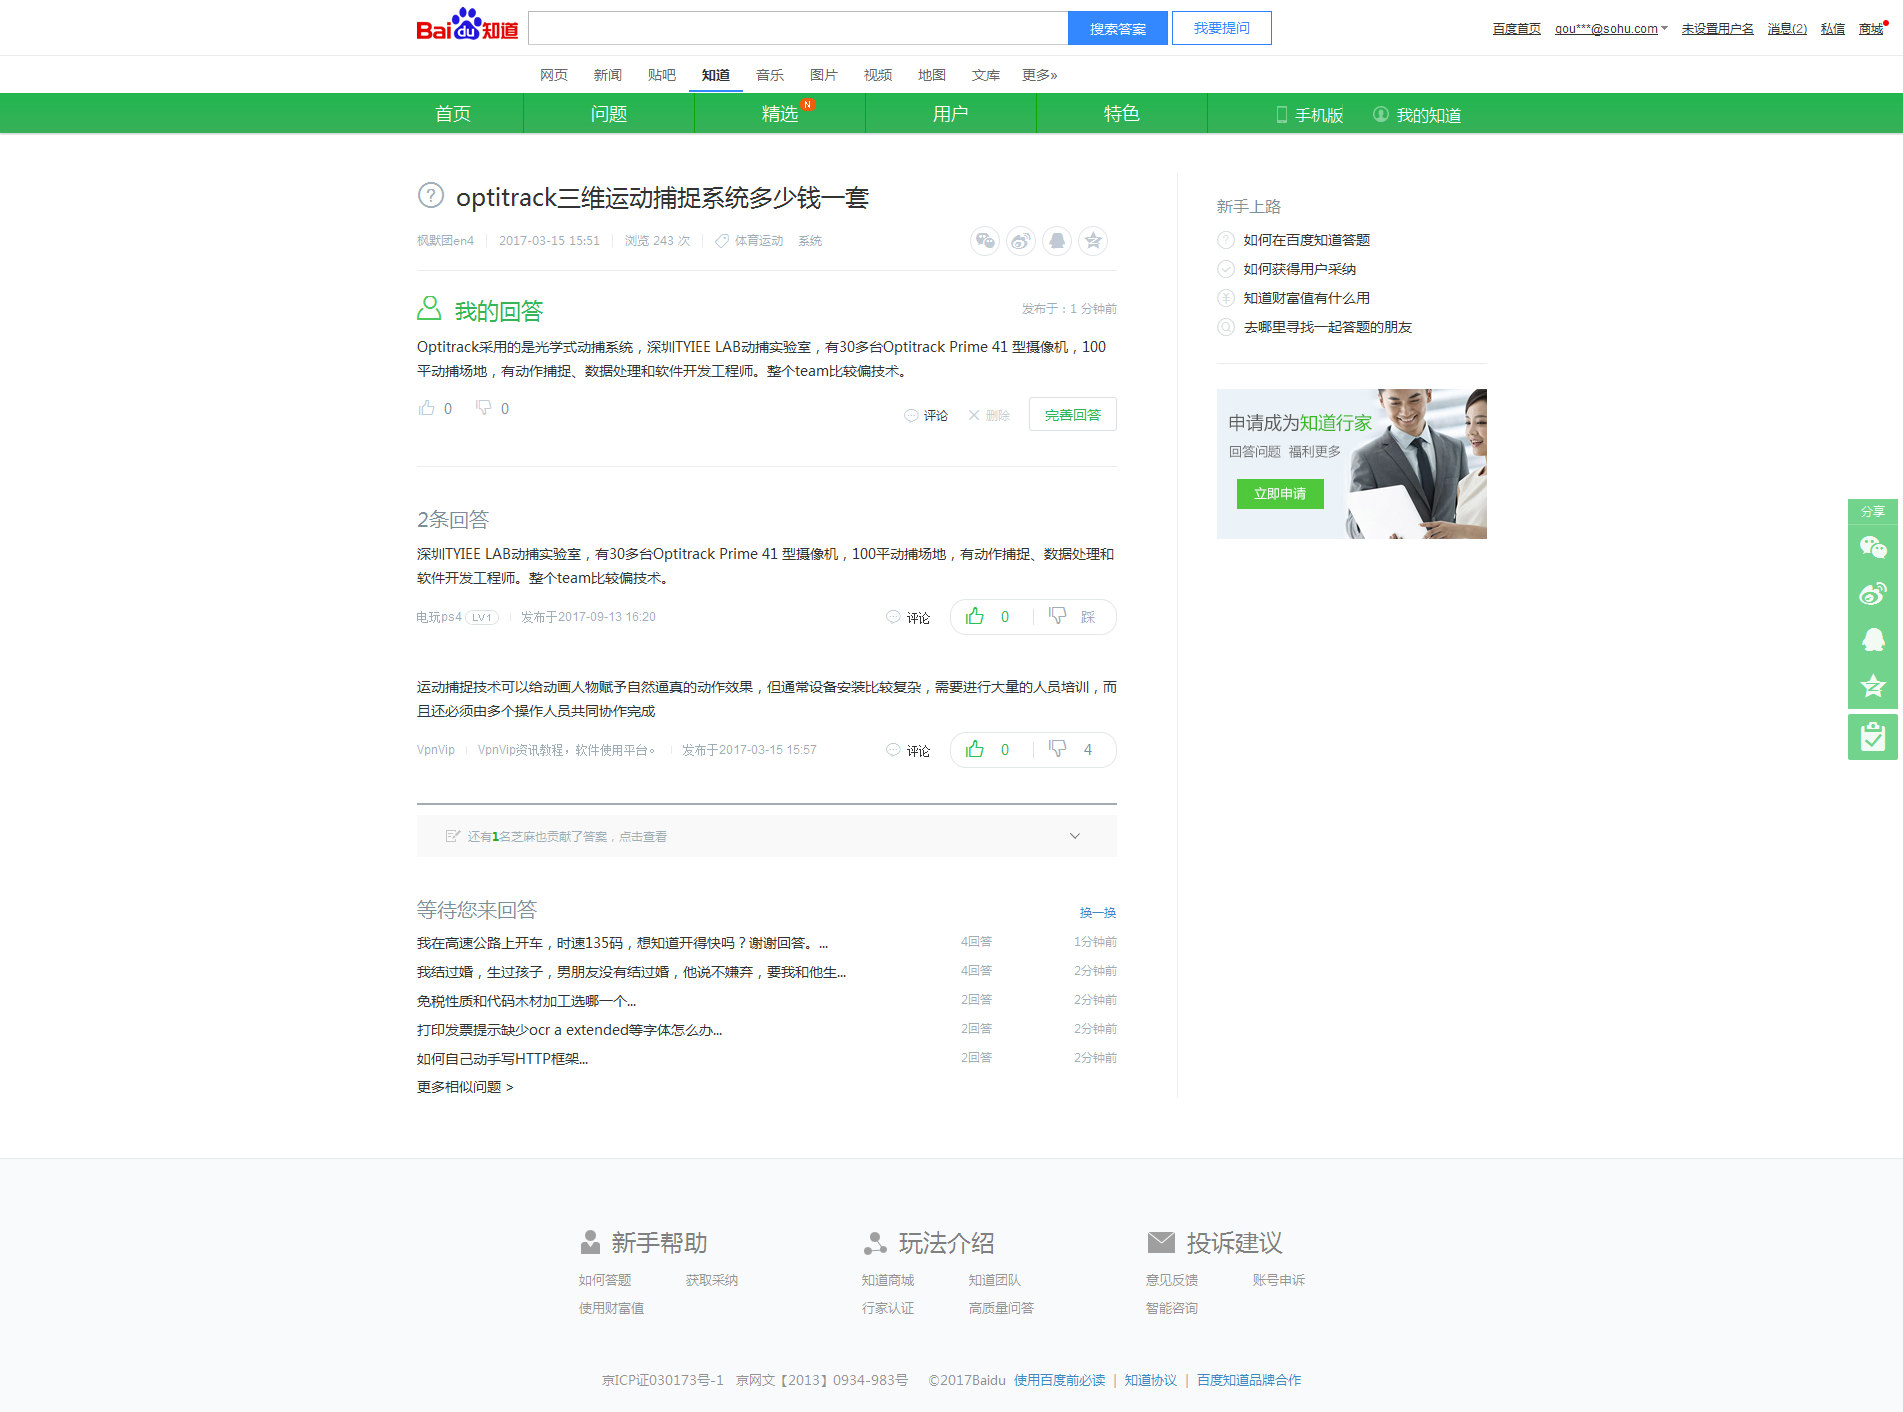 Bai du 知道
搜索答案
我要提问
百度首页 gou***@sohu.com 未设置用户名 消息(2) 私信 商城
网页 新闻 贴吧 知道 音乐 图片 视频 地图 文库 更多»
首页 问题 精选 N 用户 特色 手机版 我的知道
optitrack三维运动捕捉系统多少钱一套
枫默团en4 2017-03-15 15:51 浏览 243 次 体育运动 系统
我的回答 发布于：1 分钟前
Optitrack采用的是光学式动捕系统，深圳TYIEE LAB动捕实验室，有30多台Optitrack Prime 41 型摄像机，100
平动捕场地，有动作捕捉、数据处理和软件开发工程师。整个team比较偏技术。
0 0 评论 删除 完善回答
2条回答
深圳TYIEE LAB动捕实验室，有30多台Optitrack Prime 41 型摄像机，100平动捕场地，有动作捕捉、数据处理和
软件开发工程师。整个team比较偏技术。
电玩ps4 LV1 发布于2017-09-13 16:20 评论 0 踩
运动捕捉技术可以给动画人物赋予自然逼真的动作效果，但通常设备安装比较复杂，需要进行大量的人员培训，而
且还必须由多个操作人员共同协作完成
VpnVip VpnVip资讯教程，软件使用平台。 发布于2017-03-15 15:57 评论 0 4
还有1名芝麻也贡献了答案，点击查看
等待您来回答 换一换
我在高速公路上开车，时速135码，想知道开得快吗？谢谢回答。... 4回答 1分钟前
我结过婚，生过孩子，男朋友没有结过婚，他说不嫌弃，要我和他生... 4回答 2分钟前
免税性质和代码木材加工选哪一个... 2回答 2分钟前
打印发票提示缺少ocr a extended等字体怎么办... 2回答 2分钟前
如何自己动手写HTTP框架... 2回答 2分钟前
更多相似问题 >
新手上路
如何在百度知道答题
如何获得用户采纳
知道财富值有什么用
去哪里寻找一起答题的朋友
申请成为知道行家
回答问题 福利更多
立即申请
分享
新手帮助 玩法介绍 投诉建议
如何答题 获取采纳 知道商城 知道团队 意见反馈 账号申诉
使用财富值 行家认证 高质量问答 智能咨询
京ICP证030173号-1 京网文【2013】0934-983号 ©2017Baidu 使用百度前必读 | 知道协议 | 百度知道品牌合作